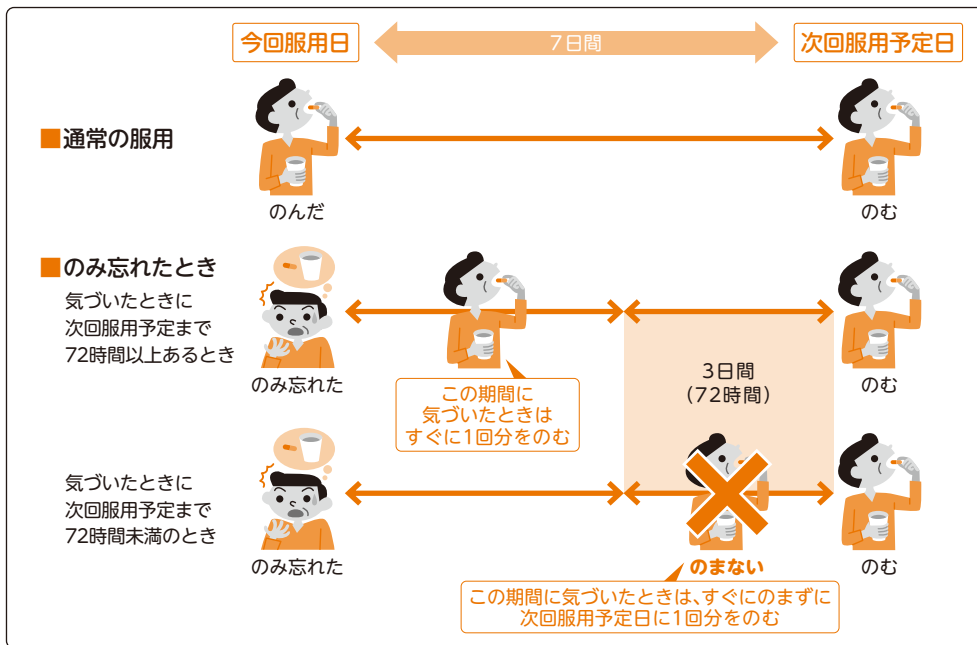 今回服用日
7日間
次回服用予定日
■通常の服用
のんだ
のむ
■のみ忘れたとき
気づいたときに
次回服用予定まで
72時間以上あるとき
のみ忘れた
この期間に
気づいたときは
すぐに1回分をのむ
3日間
(72時間)
のむ
気づいたときに
次回服用予定まで
72時間未満のとき
のみ忘れた
のまない
この期間に気づいたときは、すぐにのまずに
次回服用予定日に1回分をのむ
のむ